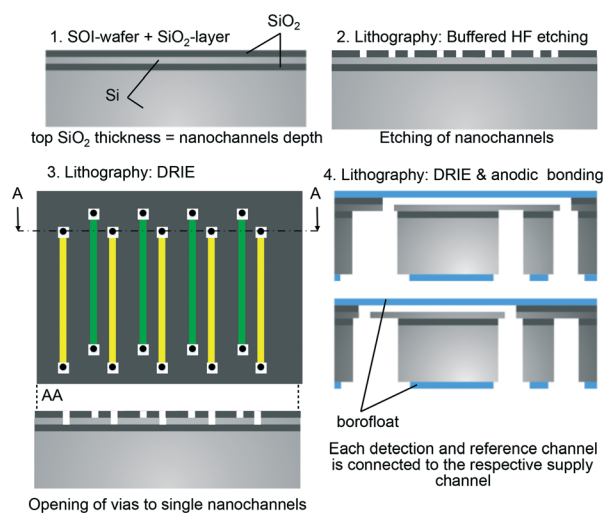 1. SOI-wafer + SiO₂-layer
SiO₂
Si
top SiO₂ thickness = nanochannels depth
2. Lithography: Buffered HF etching
Etching of nanochannels
3. Lithography: DRIE
A
A
AA
Opening of vias to single nanochannels
4. Lithography: DRIE & anodic bonding
borofloat
Each detection and reference channel
is connected to the respective supply
channel